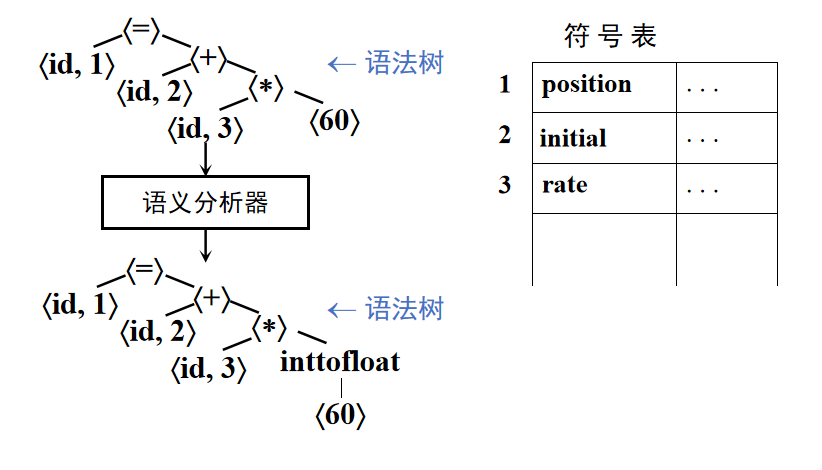 ⟨=⟩
⟨id, 1⟩
⟨+⟩
← 语法树
⟨id, 2⟩
⟨*⟩
⟨id, 3⟩
⟨60⟩
语义分析器
⟨=⟩
⟨id, 1⟩
⟨+⟩
← 语法树
⟨id, 2⟩
⟨*⟩
⟨id, 3⟩
inttofloat
⟨60⟩
符 号 表
1 position ...
2 initial ...
3 rate ...